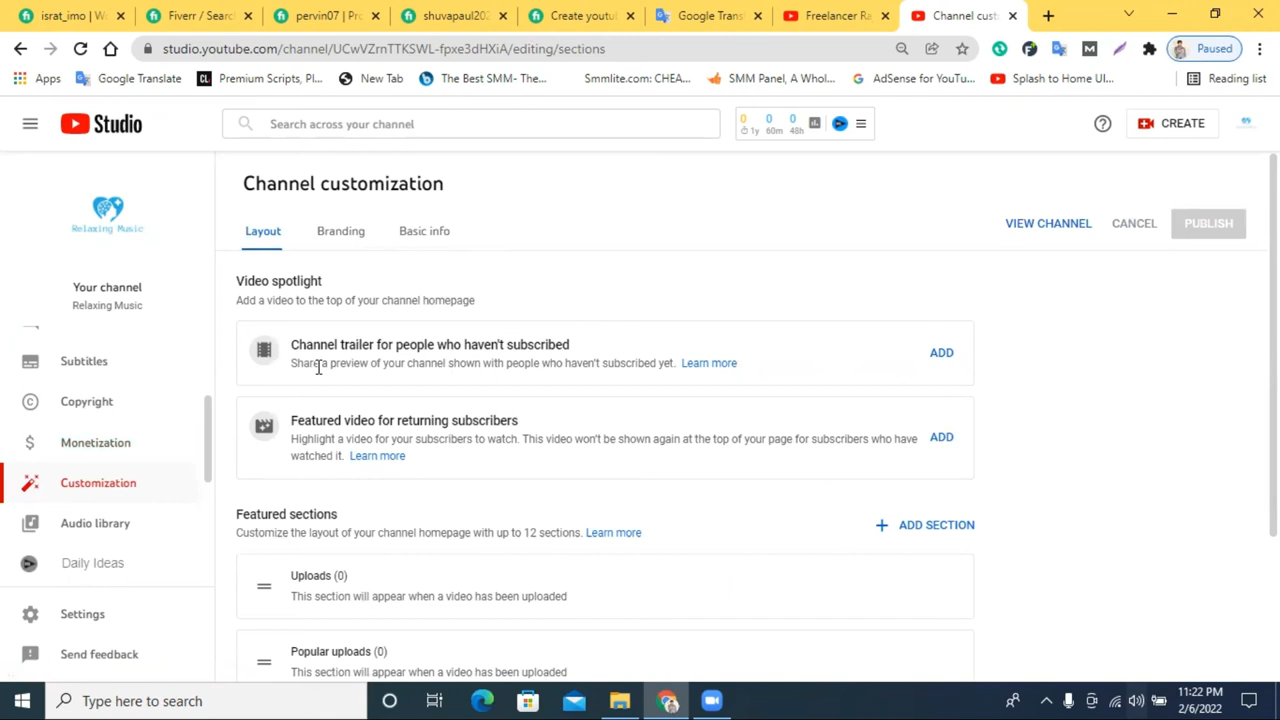 israt_imo | Wo
Fiverr / Searc
pervin07 | Pro
shuvapaul202
Create youtu
Google Trans
Freelancer Ra
Channel cust
studio.youtube.com/channel/UCwVZrnTTKSWL-fpxe3dHXiA/editing/sections
Paused
Apps
Google Translate
Premium Scripts, Pl...
New Tab
The Best SMM- The...
Smmlite.com: CHEA...
SMM Panel, A Whol...
AdSense for YouTu...
Splash to Home UI...
Reading list
Studio
Search across your channel
0 0 0
1y 60m 48h
CREATE
Relaxing Music
Channel customization
Layout
Branding
Basic info
VIEW CHANNEL
CANCEL
PUBLISH
Your channel
Relaxing Music
Subtitles
Copyright
Monetization
Customization
Audio library
Daily Ideas
Settings
Send feedback
Video spotlight
Add a video to the top of your channel homepage
Channel trailer for people who haven't subscribed
Share a preview of your channel shown with people who haven't subscribed yet. Learn more
ADD
Featured video for returning subscribers
Highlight a video for your subscribers to watch. This video won't be shown again at the top of your page for subscribers who have
watched it. Learn more
ADD
Featured sections
Customize the layout of your channel homepage with up to 12 sections. Learn more
ADD SECTION
Uploads (0)
This section will appear when a video has been uploaded
Popular uploads (0)
This section will appear when a video has been uploaded
Type here to search
11:22 PM
2/6/2022